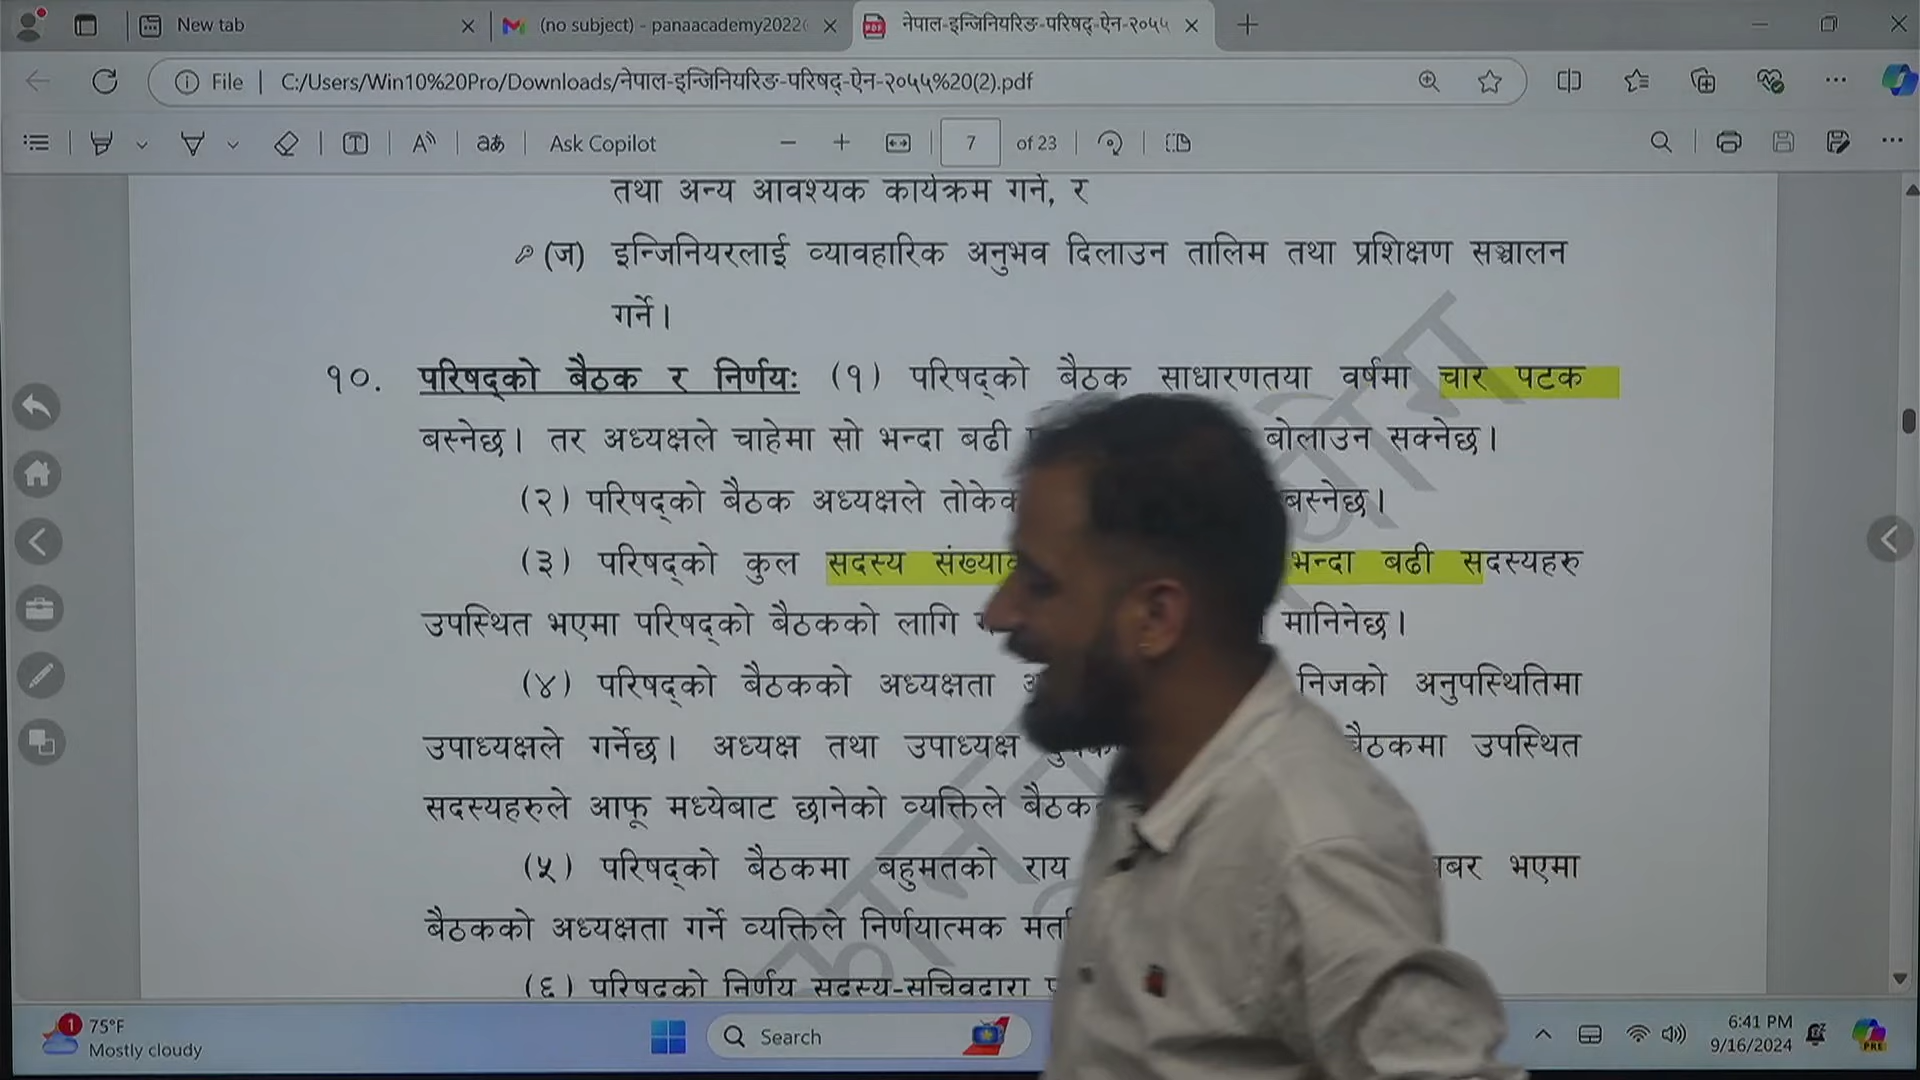 New tab
(no subject) - panaacademy2022
नेपाल-इन्जिनियरिङ-परिषद्-ऐन-२०५५
File
C:/Users/Win10%20Pro/Downloads/नेपाल-इन्जिनियरिङ-परिषद्-ऐन-२०५५%20(2).pdf
Ask Copilot
7 of 23
तथा अन्य आवश्यक कार्यक्रम गर्ने, र
(ज) इन्जिनियरलाई व्यावहारिक अनुभव दिलाउन तालिम तथा प्रशिक्षण सञ्चालन
गर्ने।
१०. परिषद्को बैठक र निर्णयः (१) परिषद्को बैठक साधारणतया वर्षमा चार पटक
बस्नेछ। तर अध्यक्षले चाहेमा सो भन्दा बढी बोलाउन सक्नेछ।
(२) परिषद्को बैठक अध्यक्षले बस्नेछ।
(३) परिषद्को कुल सदस्य भन्दा बढी सदस्यहरु
उपस्थित भएमा परिषद्को बैठकको लागि मानिनेछ।
(४) परिषद्को बैठकको अध्यक्षता निजको अनुपस्थितिमा
उपाध्यक्षले गर्नेछ। अध्यक्ष तथा उपाध्यक्ष बैठकमा उपस्थित
सदस्यहरुले आफू मध्येबाट छानेको व्यक्तिले
(५) परिषद्को बैठकमा बहुमतको राय भएमा
बैठकको अध्यक्षता गर्ने व्यक्तिले निर्णयात्मक
(६) परिषद्को निर्णय सदस्य-सचिवद्वारा
1
75°F
Mostly cloudy
Search
6:41 PM
9/16/2024
PRE